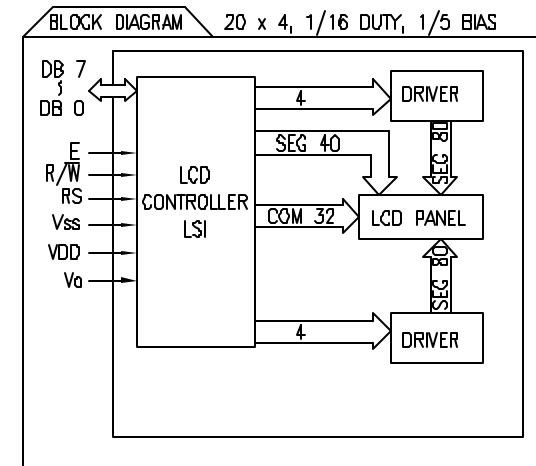 BLOCK DIAGRAM 20 x 4, 1/16 DUTY, 1/5 BIAS
DB 7
DB 0
E
R/W̅
RS
Vss
VDD
Vo
LCD
CONTROLLER
LSI
4
SEG 40
COM 32
4
DRIVER
SEG 80
LCD PANEL
SEG 80
DRIVER